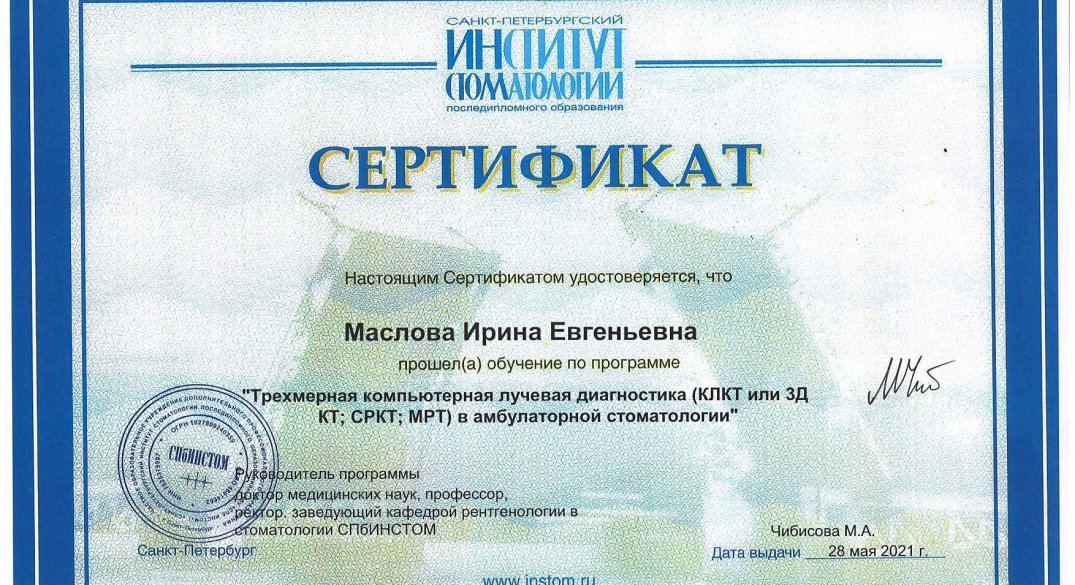 САНКТ-ПЕТЕРБУРГСКИЙ
ИНСТИТУТ
СТОМАТОЛОГИИ
последипломного образования
СЕРТИФИКАТ
Настоящим Сертификатом удостоверяется, что
Маслова Ирина Евгеньевна
прошел(а) обучение по программе
"Трехмерная компьютерная лучевая диагностика (КЛКТ или 3Д
КТ; СРКТ; МРТ) в амбулаторной стоматологии"
СПбИНСТОМ
Руководитель программы
доктор медицинских наук, профессор,
ректор. заведующий кафедрой рентгенологии в
стоматологии СПбИНСТОМ
Чибисова М.А.
Санкт-Петербург
Дата выдачи 28 мая 2021 г.
www.instom.ru